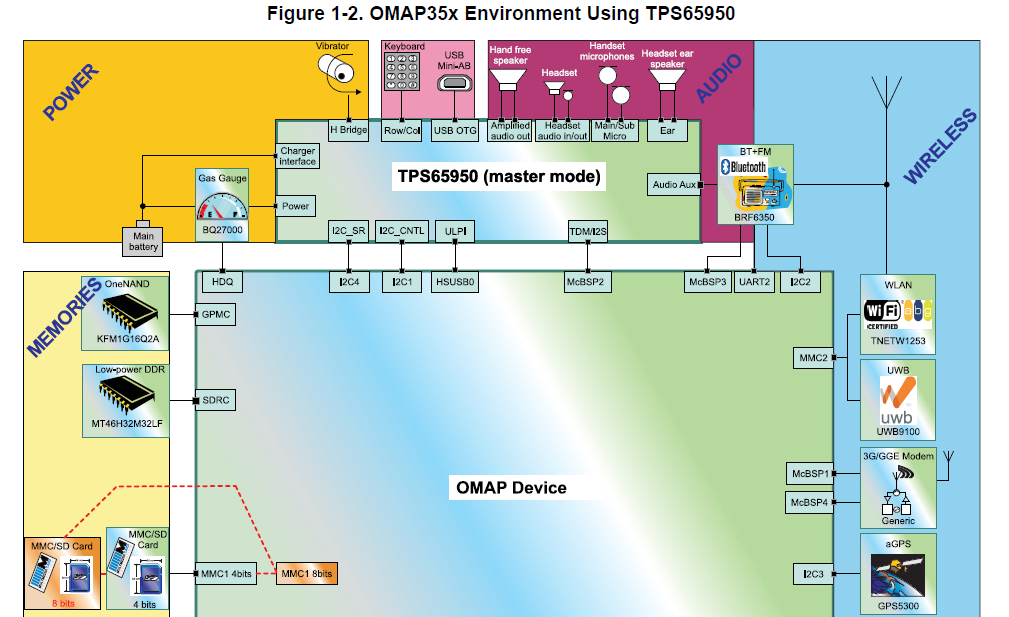 Figure 1-2. OMAP35x Environment Using TPS65950
POWER
Vibrator
Keyboard
USB
Mini-AB
Hand free
speaker
Headset
Handset
microphones
Headset ear
speaker
AUDIO
WIRELESS
H Bridge
Row/Col
USB OTG
Amplified
audio out
Headset
audio in/out
Main/Sub
Micro
Ear
Charger
interface
TPS65950 (master mode)
BT+FM
Bluetooth
BRF6350
Audio Aux
Gas Gauge
E
F
BQ27000
Power
Main
battery
I2C_SR
I2C_CNTL
ULPI
TDM/I2S
HDQ
I2C4
I2C1
HSUSB0
McBSP2
McBSP3
UART2
I2C2
MEMORIES
OneNAND
KFM1G16Q2A
GPMC
WLAN
Wi Fi
a b g
CERTIFIED
TNETW1253
MMC2
Low-power DDR
MT46H32M32LF
SDRC
UWB
uwb
UWB9100
3G/GGE Modem
Generic
McBSP1
McBSP4
OMAP Device
MMC/SD Card
8 bits
MMC/SD
Card
4 bits
MMC1 4bits
MMC1 8bits
I2C3
aGPS
GPS5300